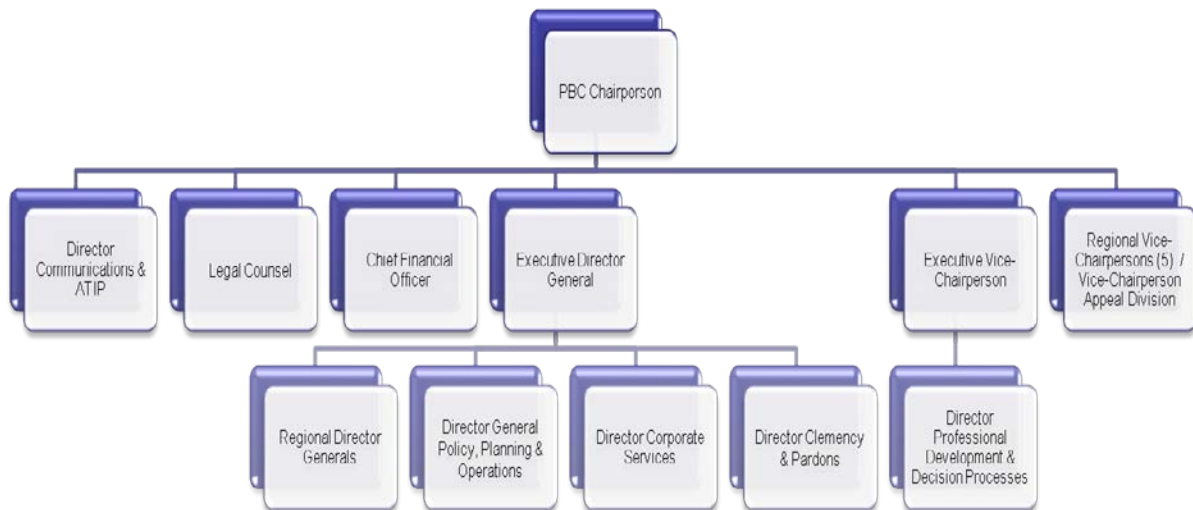 PBC Chairperson
Director
Communications &
ATIP
Legal Counsel
Chief Financial
Officer
Executive Director
General
Executive Vice-
Chairperson
Regional Vice-
Chairpersons (5) /
Vice-Chairperson
Appeal Division
Regional Director
Generals
Director General
Policy, Planning &
Operations
Director Corporate
Services
Director Clemency
& Pardons
Director
Professional
Development &
Decision Processes